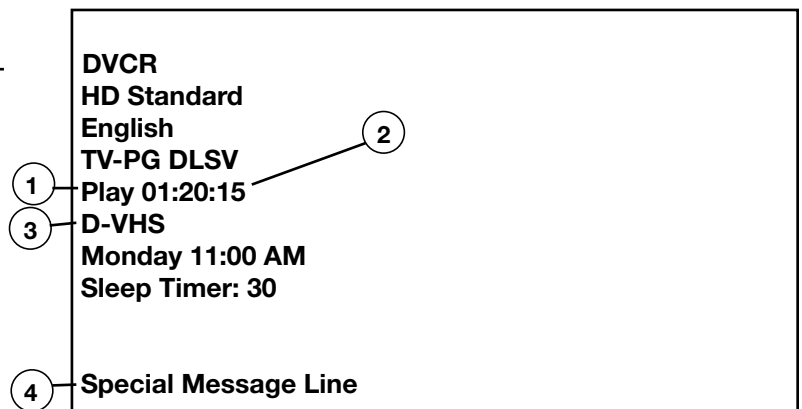 DVCR
HD Standard
English
2
TV-PG DLSV
1
Play 01:20:15
3
D-VHS
Monday 11:00 AM
Sleep Timer: 30
4
Special Message Line